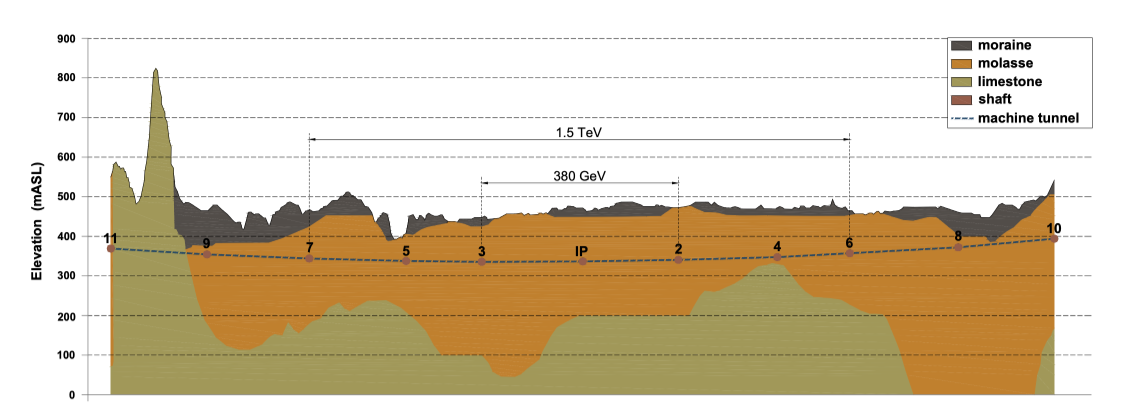 900
800
700
600
500
400
300
200
100
0
Elevation (mASL)
moraine
molasse
limestone
shaft
machine tunnel
1.5 TeV
380 GeV
11
9
7
5
3
IP
2
4
6
8
10